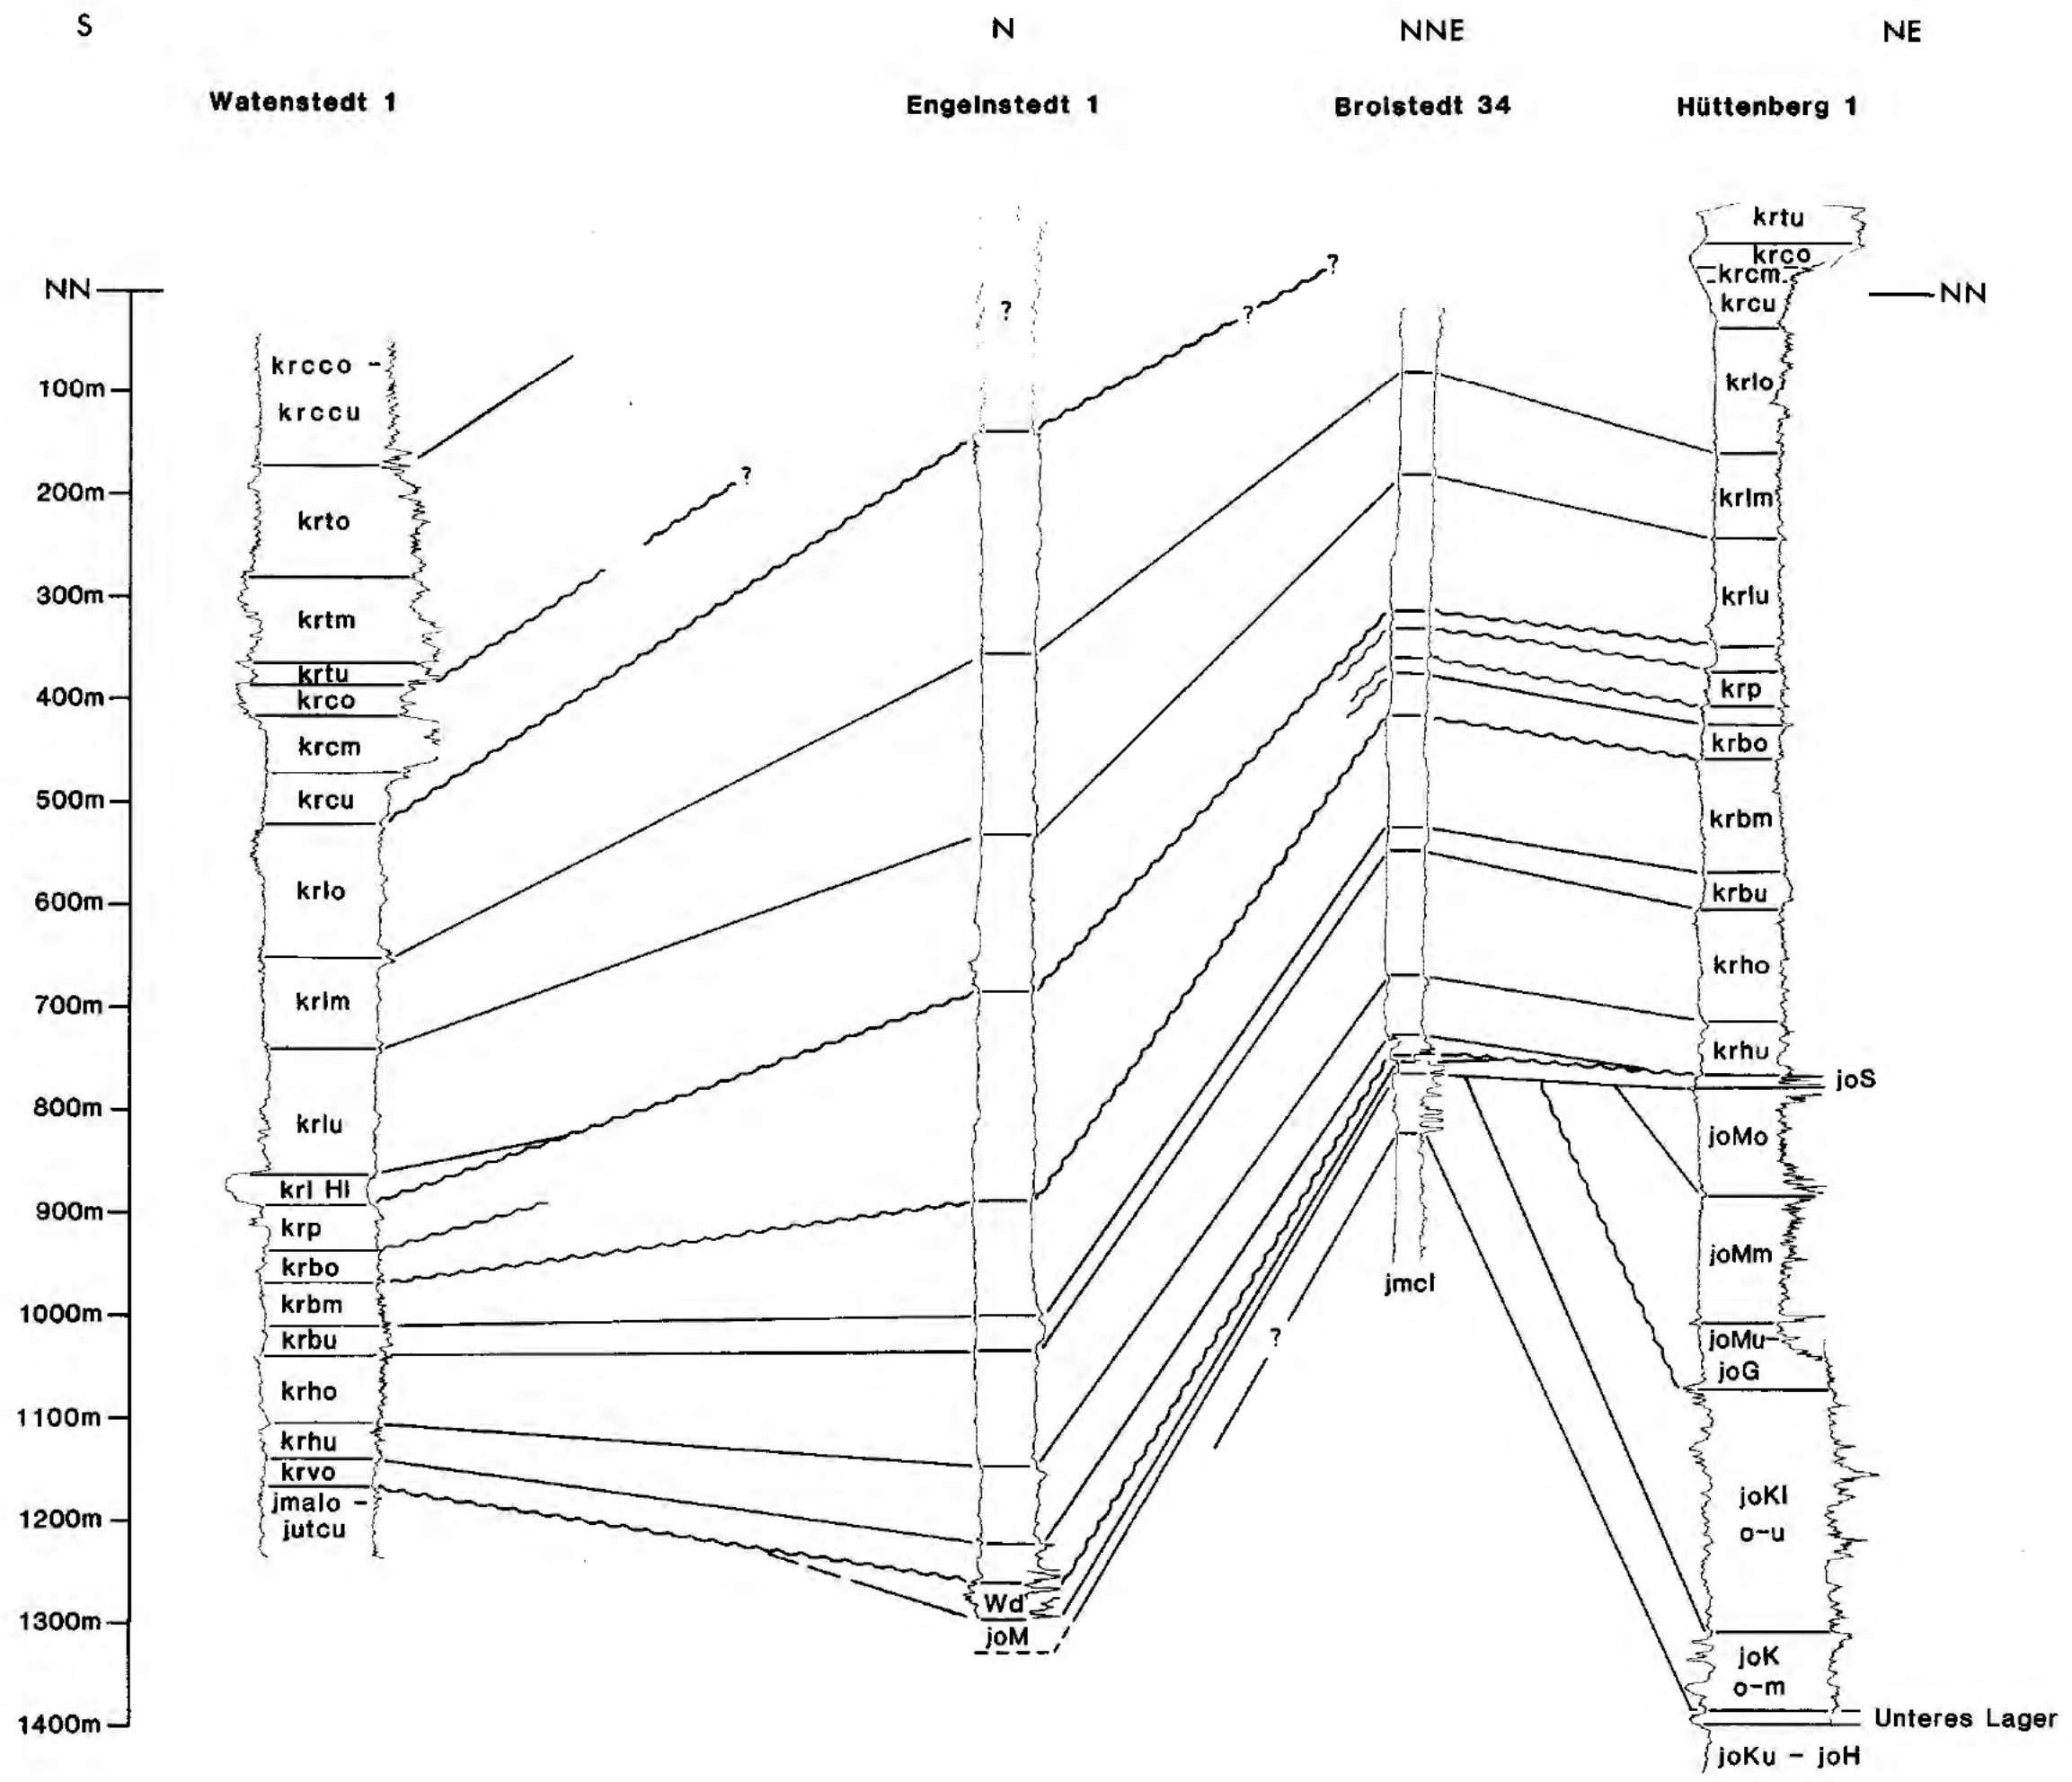 S N NNE NE
Watenstedt 1 Engelnstedt 1 Brolstedt 34 Hüttenberg 1
NN
100m
200m
300m
400m
500m
600m
700m
800m
900m
1000m
1100m
1200m
1300m
1400m
krcco -
krccu
krto
krtm
krtu
krco
krcm
krcu
krlo
krlm
krlu
krl Hl
krp
krbo
krbm
krbu
krho
krhu
krvo
jmalo -
jutcu
?
?
Wd
joM
?
?
?
jmcl
krtu
krco
krcm
krcu
NN
krlo
krlm
krlu
krp
krbo
krbm
krbu
krho
krhu
joS
joMo
joMm
joMu-
joG
joKl
o-u
joK
o-m
Unteres Lager
joKu - joH